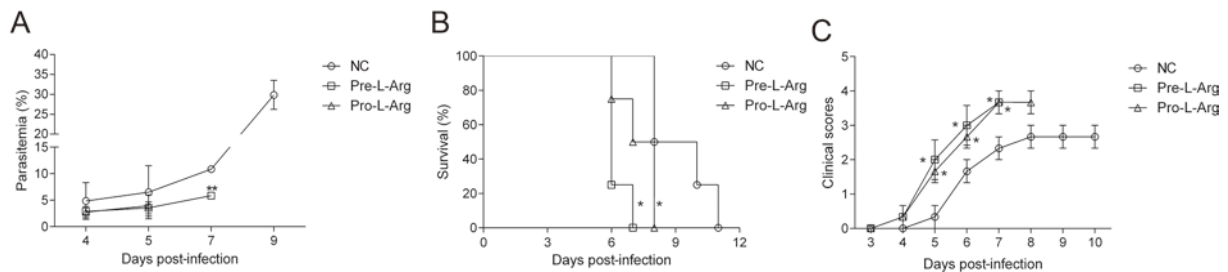 A
Parasitemia (%)
40
35
30
25
20
15
10
5
0
4
5
7
9
Days post-infection
**
NC
Pre-L-Arg
Pro-L-Arg
B
Survival (%)
100
80
60
40
20
0
0
3
6
9
12
Days post-infection
*
*
NC
Pre-L-Arg
Pro-L-Arg
C
Clinical scores
5
4
3
2
1
0
3
4
5
6
7
8
9
10
Days post-infection
*
*
*
*
*
*
NC
Pre-L-Arg
Pro-L-Arg